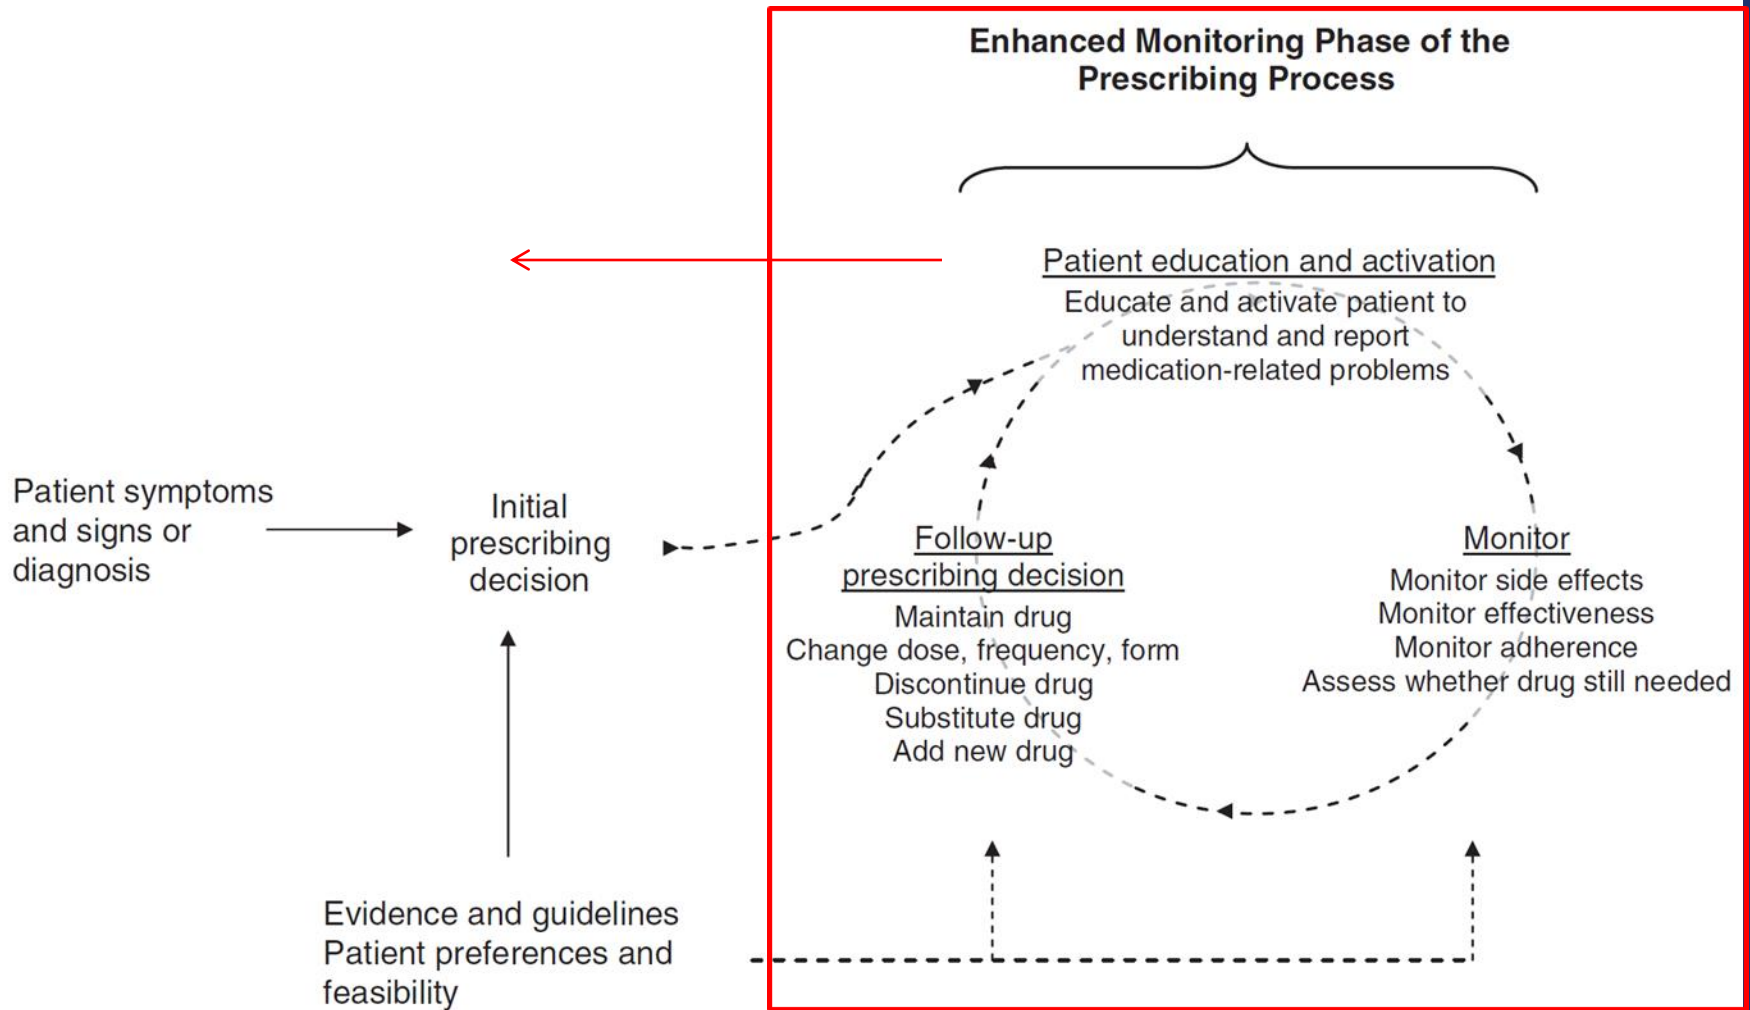 Enhanced Monitoring Phase of the
Prescribing Process
Patient education and activation
Educate and activate patient to
understand and report
medication-related problems
Patient symptoms
and signs or
diagnosis
Initial
prescribing
decision
Follow-up
prescribing decision
Maintain drug
Change dose, frequency, form
Discontinue drug
Substitute drug
Add new drug
Monitor
Monitor side effects
Monitor effectiveness
Monitor adherence
Assess whether drug still needed
Evidence and guidelines
Patient preferences and
feasibility